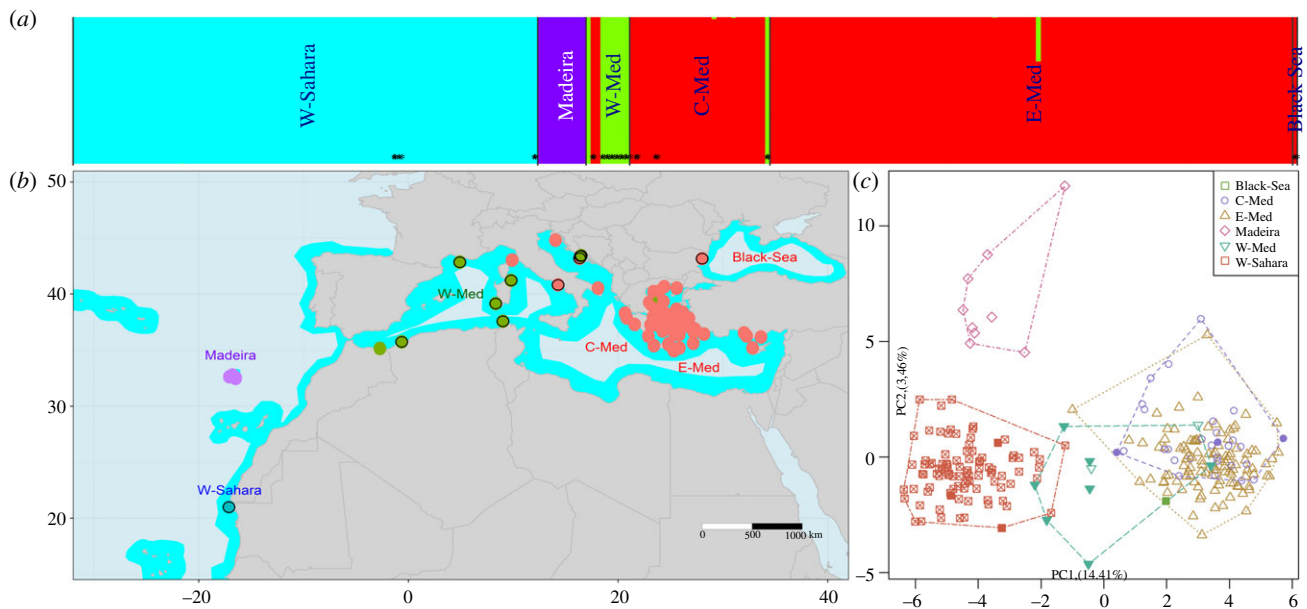 (a)
W-Sahara
Madeira
W-Med
C-Med
E-Med
Black-Sea
(b)
50
40
30
20
−20
0
20
40
Black-Sea
W-Med
C-Med
E-Med
Madeira
W-Sahara
0 500 1000 km
(c)
10
5
0
−5
−6 −4 −2 0 2 4 6
PC2,(3,46%)
PC1,(14.41%)
Black-Sea
C-Med
E-Med
Madeira
W-Med
W-Sahara